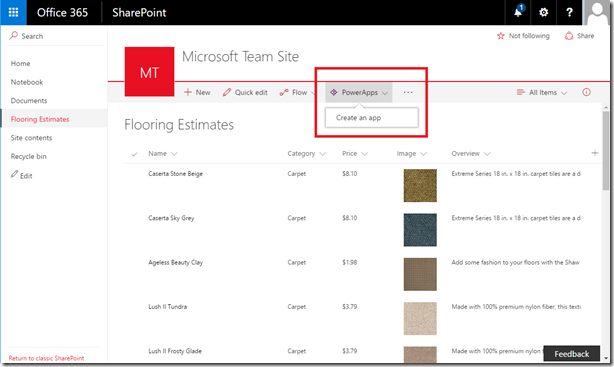 Office 365 SharePoint 1 ?
Search
Not following Share
MT
Microsoft Team Site
Home
Notebook
Documents
Flooring Estimates
Site contents
Recycle bin
Edit
+ New Quick edit Flow PowerApps ... All Items
Create an app
Flooring Estimates
Name Category Price Image Overview +
Caserta Stone Beige Carpet $8.10 Extreme Series 18 in. x 18 in. carpet tiles are a d
Caserta Sky Grey Carpet $8.10 Extreme Series 18 in. x 18 in. carpet tiles are a d
Ageless Beauty Clay Carpet $1.98 Add some fashion to your floors with the Shaw
Lush II Tundra Carpet $3.79 Made with 100% premium nylon fiber, this textu
Lush II Frosty Glade Carpet $3.79 Made with 100% premium nylon f
Feedback
Return to classic SharePoint